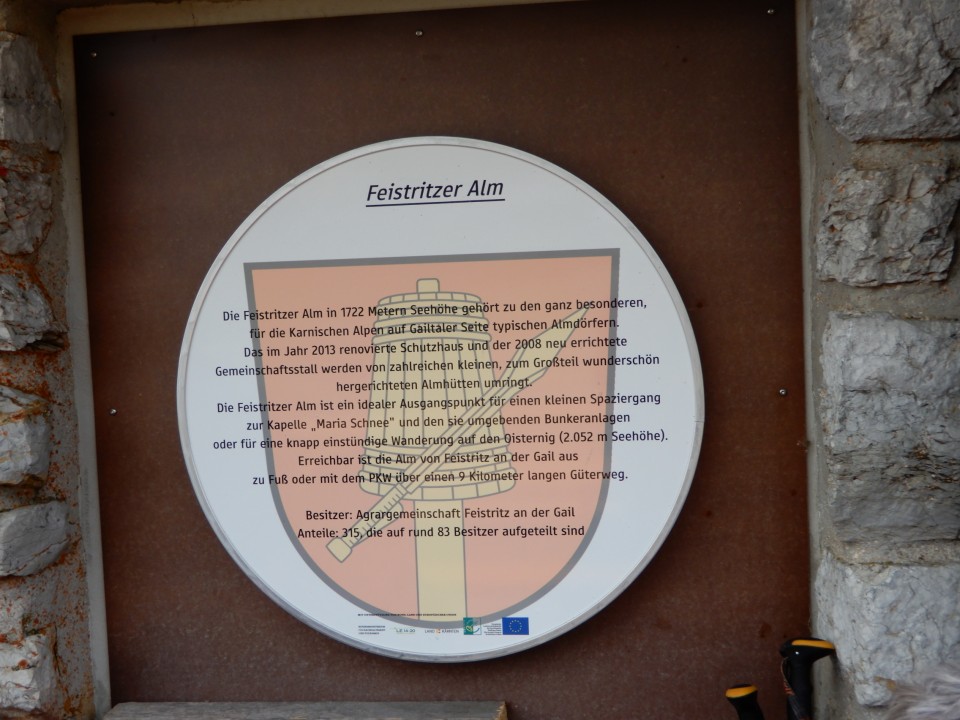 Feistritzer Alm
Die Feistritzer Alm in 1722 Metern Seehöhe gehört zu den ganz besonderen,
für die Karnischen Alpen auf Gailtaler Seite typischen Almdörfern.
Das im Jahr 2013 renovierte Schutzhaus und der 2008 neu errichtete
Gemeinschaftsstall werden von zahlreichen kleinen, zum Großteil wunderschön
hergerichteten Almhütten umringt.
Die Feistritzer Alm ist ein idealer Ausgangspunkt für einen kleinen Spaziergang
zur Kapelle „Maria Schnee" und den sie umgebenden Bunkeranlagen
oder für eine knapp einstündige Wanderung auf den Oisternig (2.052 m Seehöhe).
Erreichbar ist die Alm von Feistritz an der Gail aus
zu Fuß oder mit dem PKW über einen 9 Kilometer langen Güterweg.
Besitzer: Agrargemeinschaft Feistritz an der Gail
Anteile: 315, die auf rund 83 Besitzer aufgeteilt sind